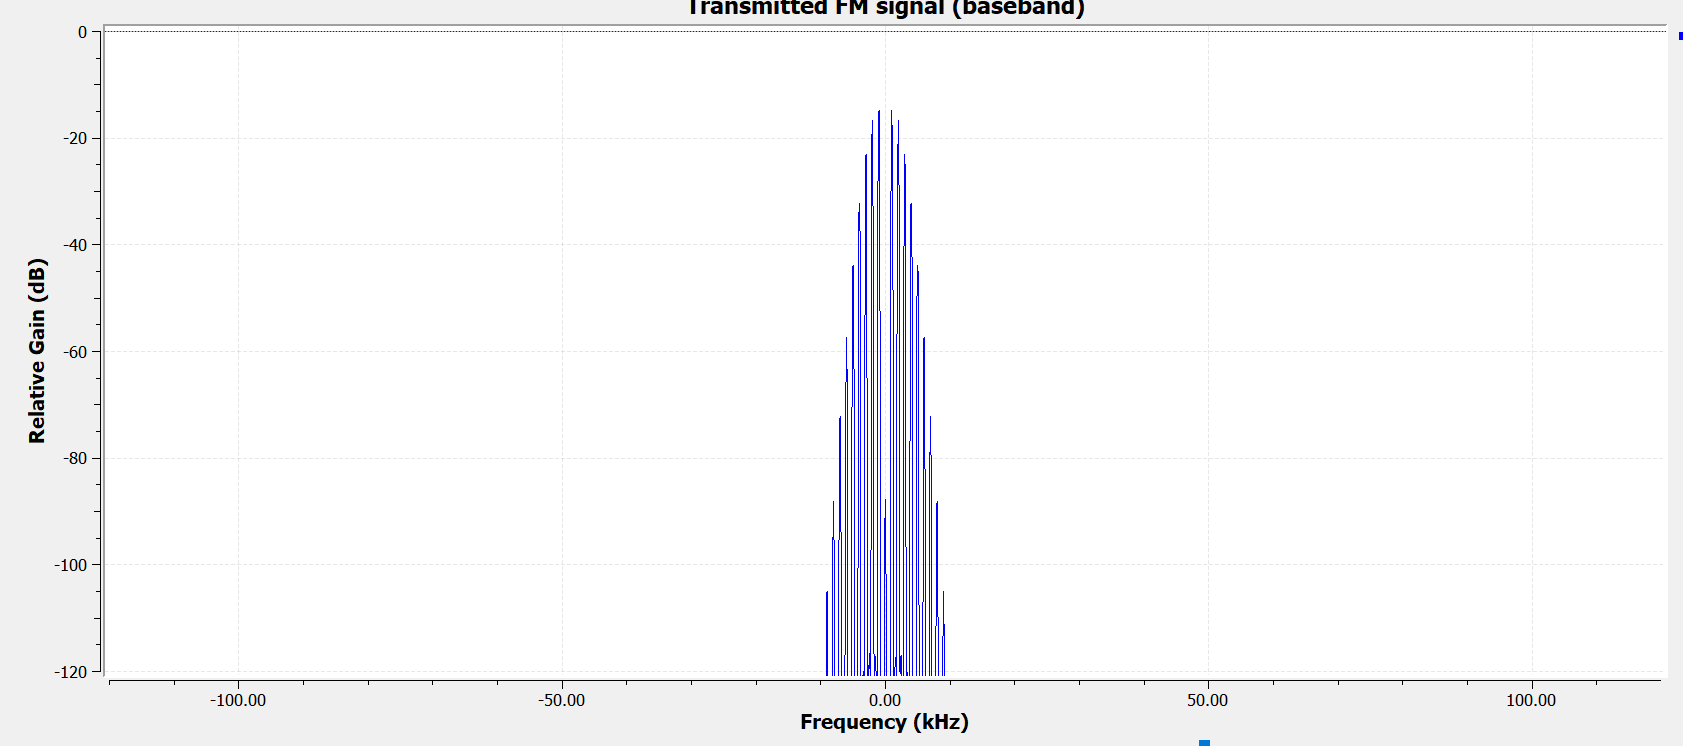 Transmitted FM signal (baseband)
0
-20
-40
-60
-80
-100
-120
Relative Gain (dB)
-100.00 -50.00 0.00 50.00 100.00
Frequency (kHz)